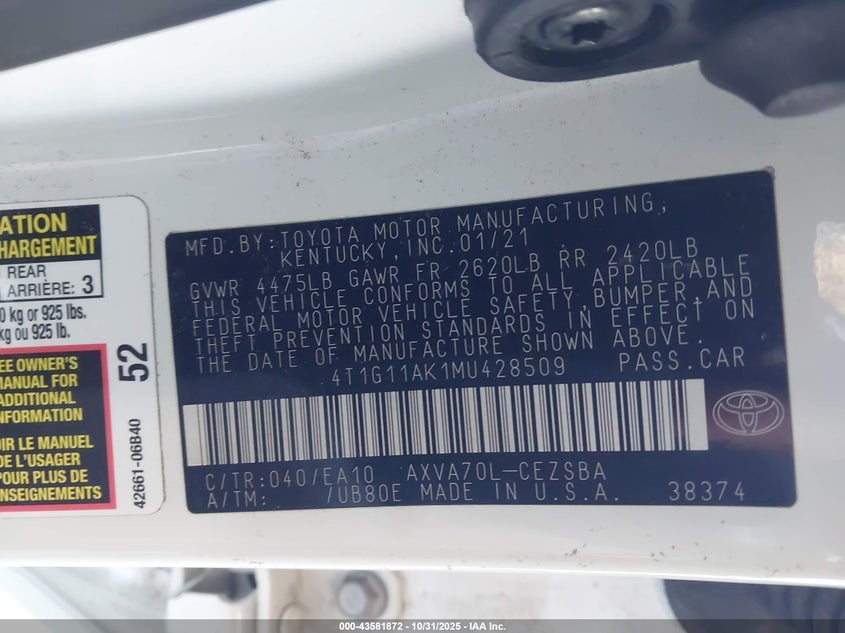 ATION
CHARGEMENT
REAR
ARRIÈRE: 3
0 kg or 925 lbs.
kg ou 925 lb.
EE OWNER'S
MANUAL FOR
ADDITIONAL
INFORMATION
OIR LE MANUEL
DE L'USAGER
POUR PLUS DE
ENSEIGNEMENTS
52
42661-06B40
MFD.BY:TOYOTA MOTOR MANUFACTURING,
KENTUCKY,INC.01/21
GVWR 4475LB GAWR FR 2620LB RR 2420LB
THIS VEHICLE CONFORMS TO ALL APPLICABLE
FEDERAL MOTOR VEHICLE SAFETY,BUMPER,AND
THEFT PREVENTION STANDARDS IN EFFECT ON
THE DATE OF MANUFACTURE SHOWN ABOVE.
4T1G11AK1MU428509 PASS.CAR
C/TR:040/EA10 AXVA70L-CEZSBA
A/TM: /UB80E MADE IN U.S.A. 38374
000-43581872 - 10/31/2025 - IAA Inc.